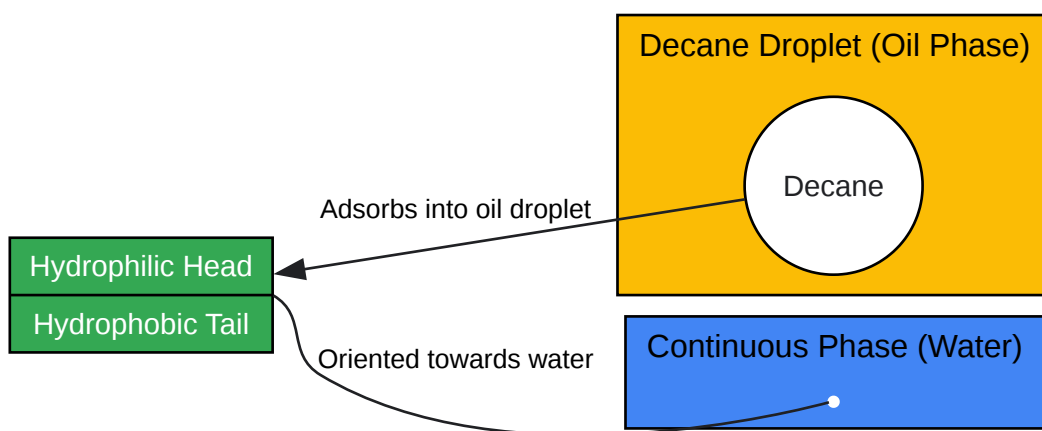 Decane Droplet (Oil Phase)
Decane
Adsorbs into oil droplet
Hydrophilic Head
Hydrophobic Tail
Oriented towards water
Continuous Phase (Water)